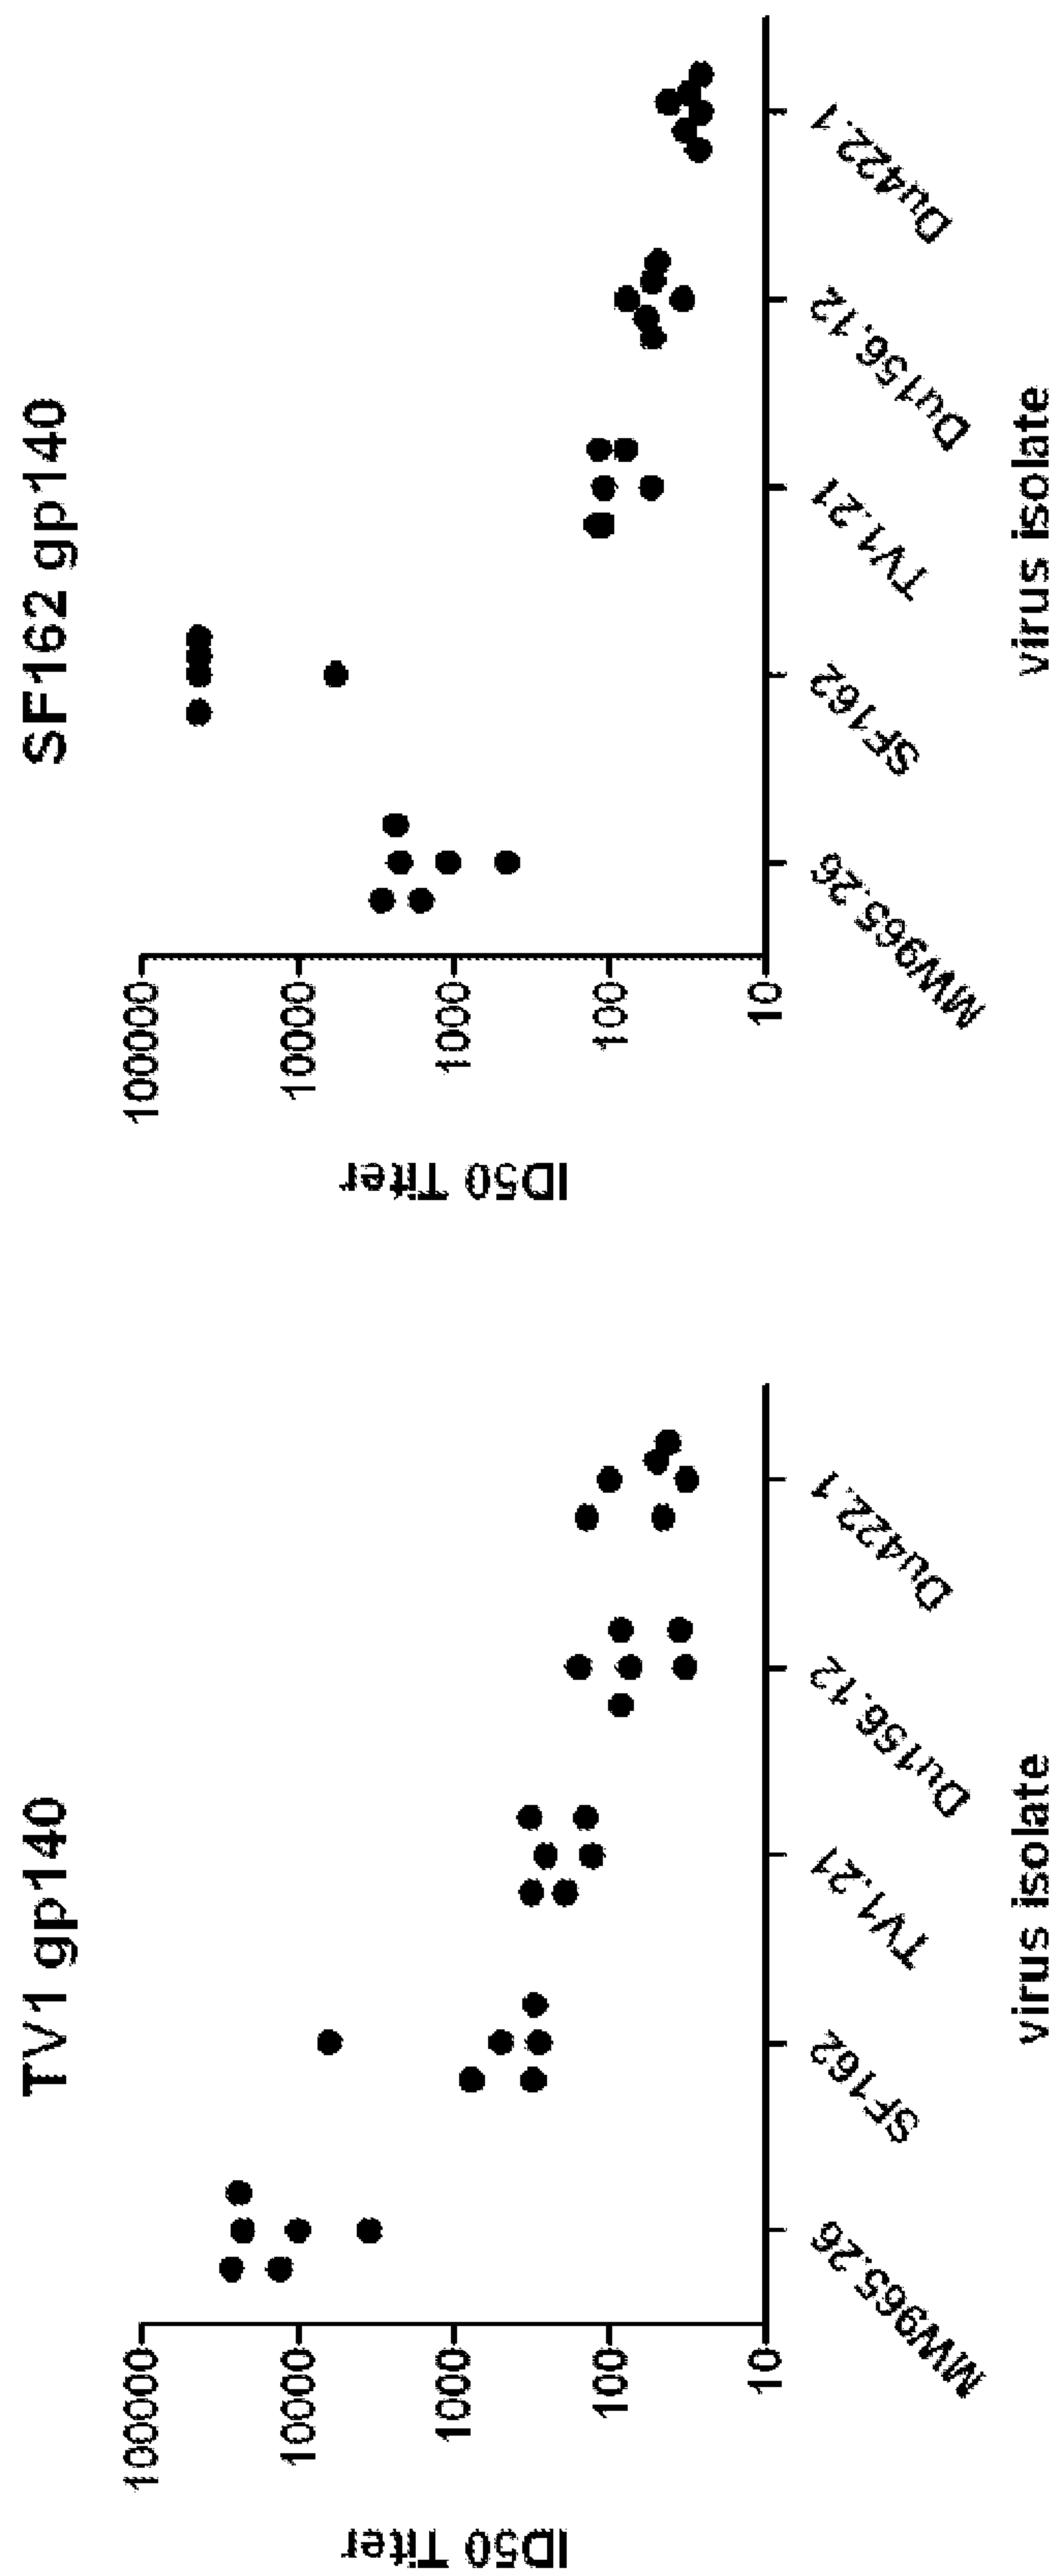 TV1 gp140
ID50 Titer
100000
10000
1000
100
10
MW965.26
SF162
TV1.21
Du156.12
Du422.1
virus isolate
SF162 gp140
ID50 Titer
100000
10000
1000
100
10
MW965.26
SF162
TV1.21
Du156.12
Du422.1
virus isolate